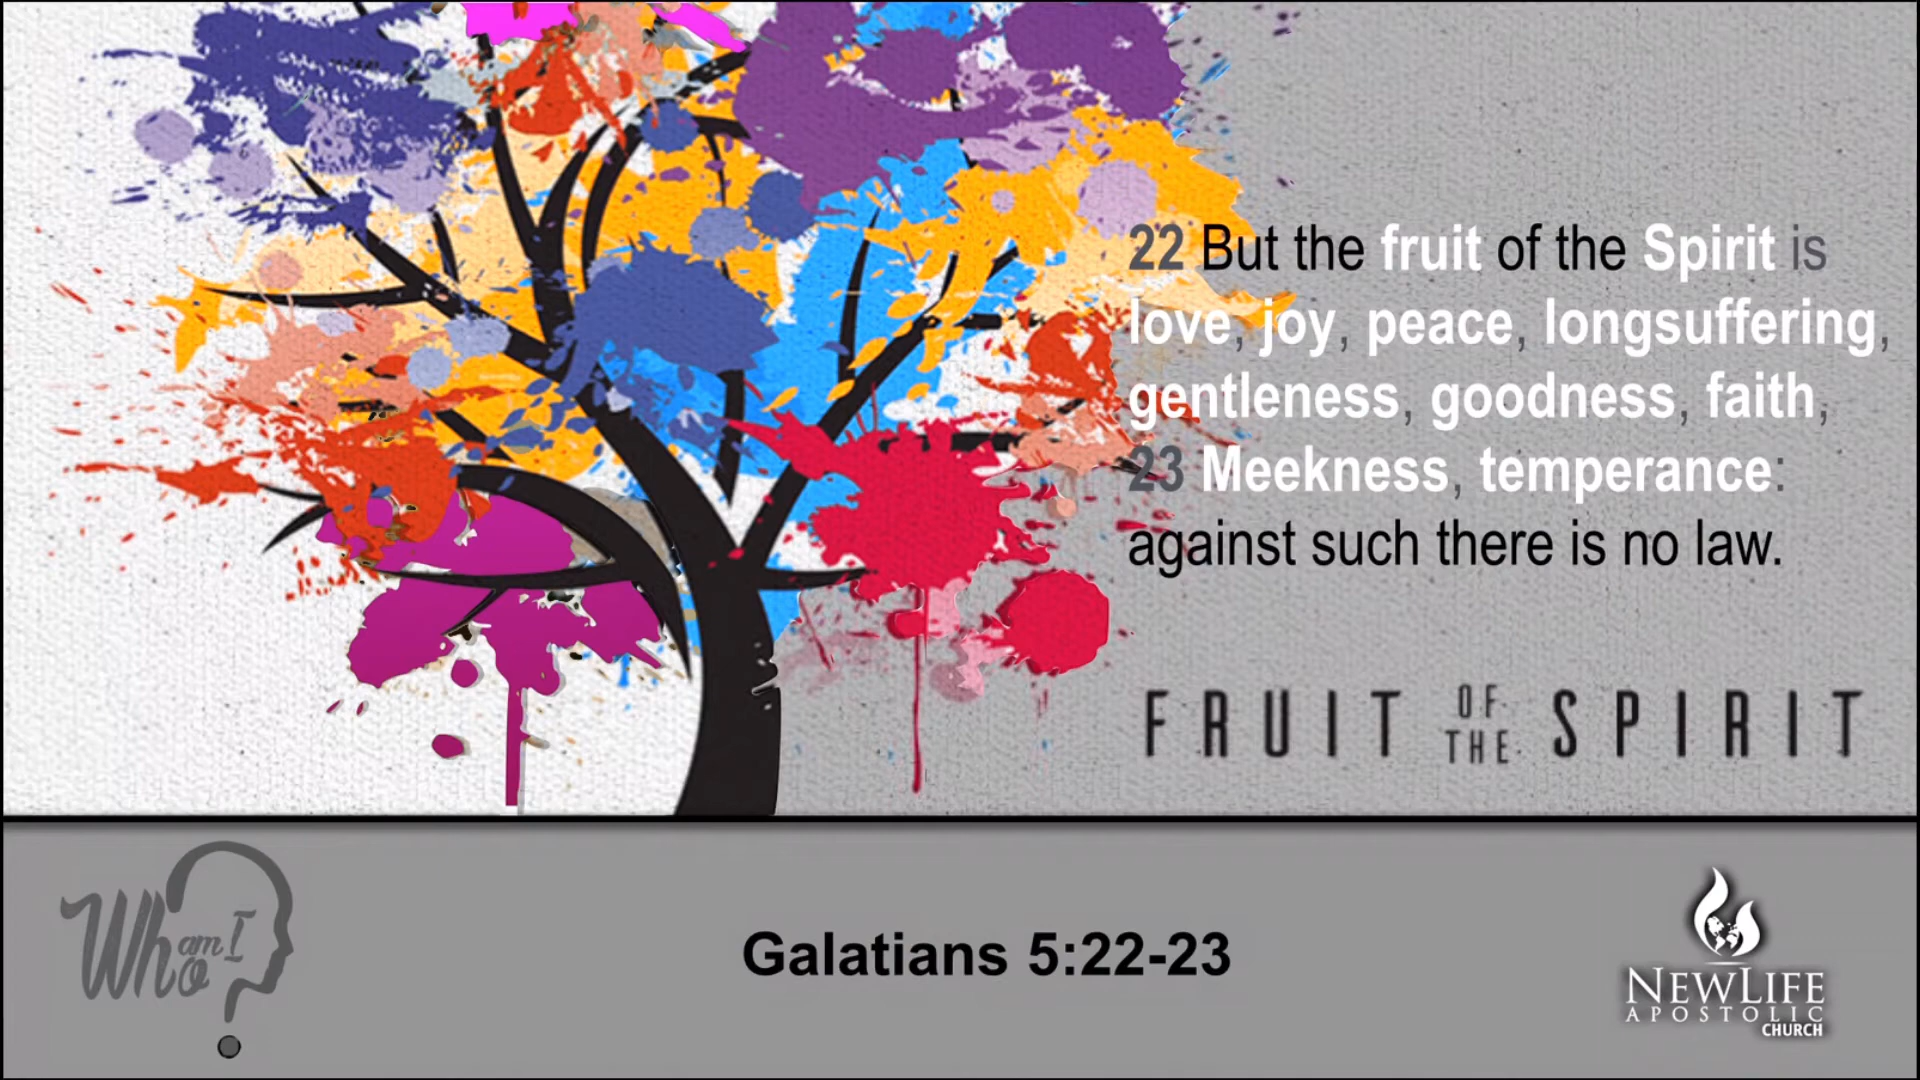 22 But the fruit of the Spirit is
love, joy, peace, longsuffering,
gentleness, goodness, faith,
23 Meekness, temperance:
against such there is no law.
FRUIT OF THE SPIRIT
Who am I
Galatians 5:22-23
NEWLIFE
APOSTOLIC
CHURCH